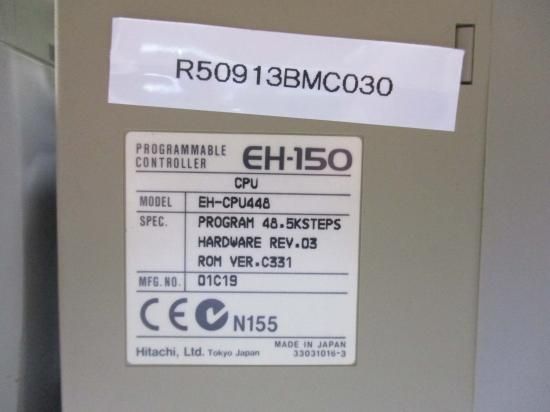 R50913BMC030
PROGRAMMABLE
CONTROLLER EH-150
CPU
MODEL EH-CPU448
SPEC. PROGRAM 48.5KSTEPS
HARDWARE REV.03
ROM VER.C331
MFG.NO. 01C19
CE N155
MADE IN JAPAN
Hitachi, Ltd. Tokyo Japan 33031016-3